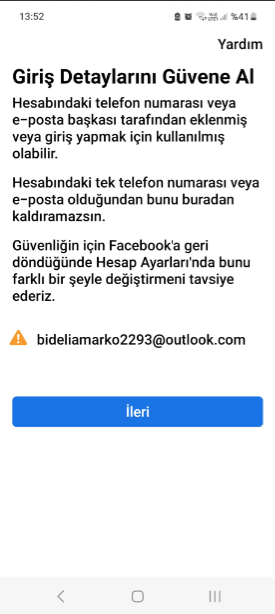 13:52
%41
Yardım
Giriş Detaylarını Güvene Al
Hesabındaki telefon numarası veya
e-posta başkası tarafından eklenmiş
veya giriş yapmak için kullanılmış
olabilir.
Hesabındaki tek telefon numarası veya
e-posta olduğundan bunu buradan
kaldıramazsın.
Güvenliğin için Facebook'a geri
döndüğünde Hesap Ayarları'nda bunu
farklı bir şeyle değiştirmeni tavsiye
ederiz.
bideliamarko2293@outlook.com
İleri